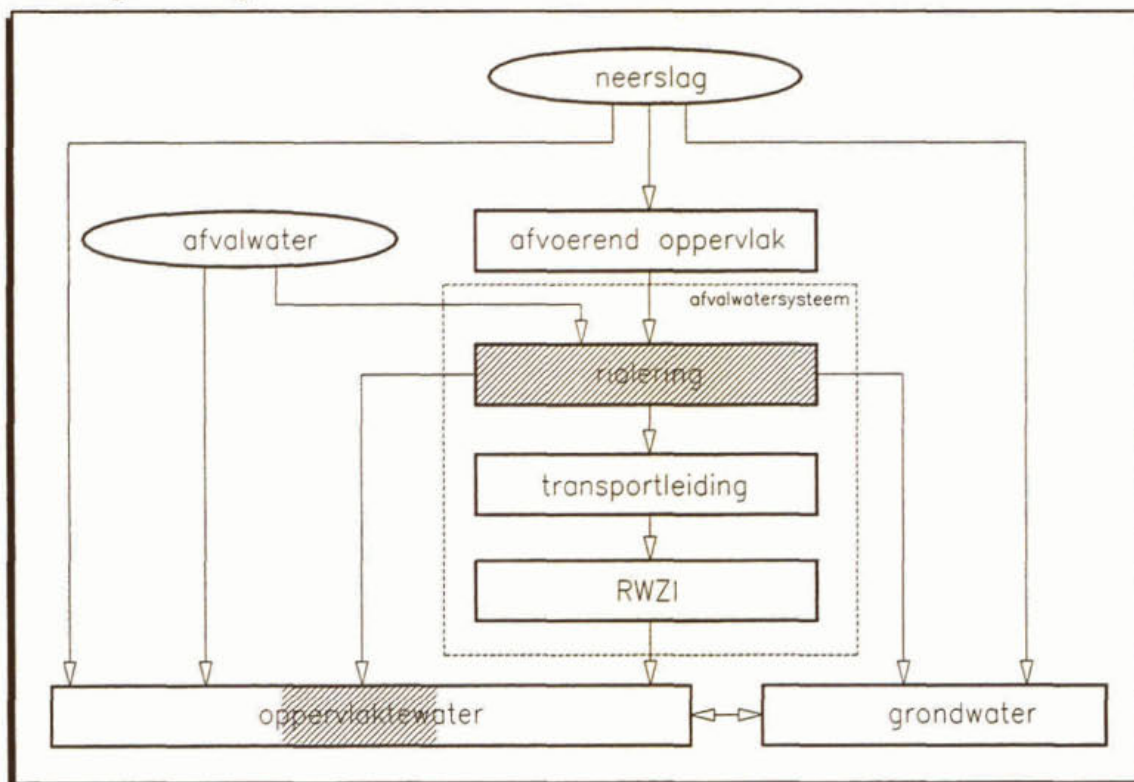 neerslag
afvalwater
afvoerend oppervlak
afvalwatersysteem
riolering
transportleiding
RWZI
oppervlaktewater
grondwater